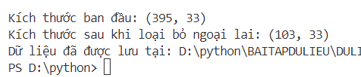 Kích thước ban đầu: (395, 33)
Kích thước sau khi loại bỏ ngoại lai: (103, 33)
Dữ liệu đã được lưu tại: D:\python\BAITAPDULIEU\DULI
PS D:\python>